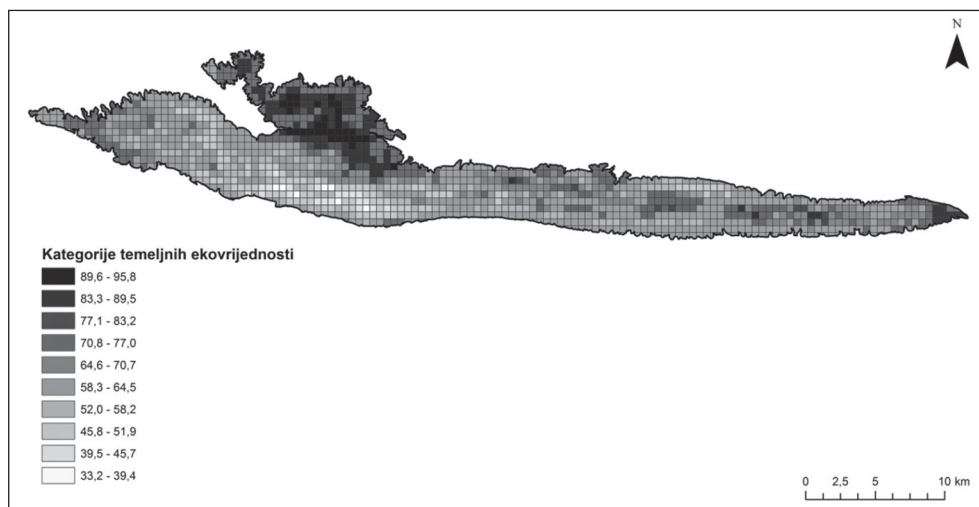 N
Kategorije temeljnih ekovrijednosti
89,6 - 95,8
83,3 - 89,5
77,1 - 83,2
70,8 - 77,0
64,6 - 70,7
58,3 - 64,5
52,0 - 58,2
45,8 - 51,9
39,5 - 45,7
33,2 - 39,4
0 2,5 5 10 km